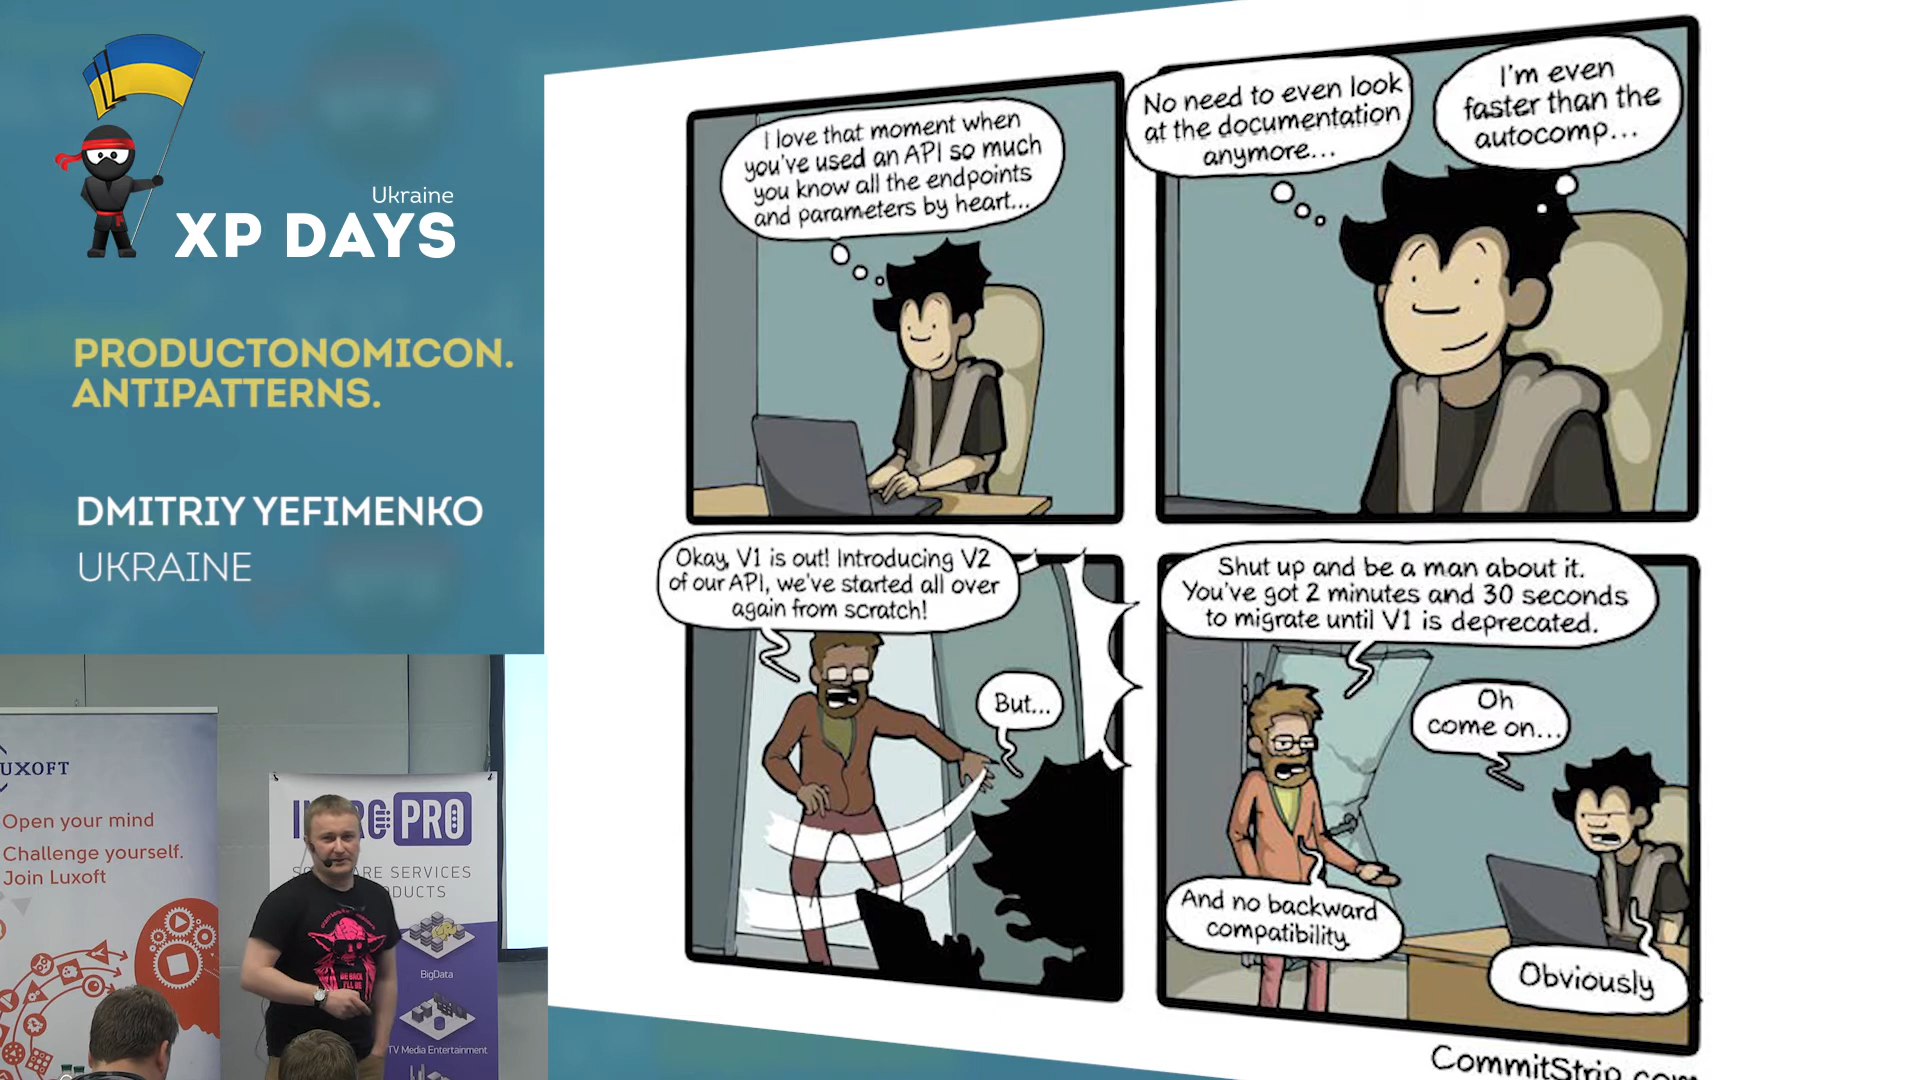 Ukraine
XP DAYS
PRODUCTONOMICON.
ANTIPATTERNS.
DMITRIY YEFIMENKO
UKRAINE
I love that moment when
you've used an API so much
you know all the endpoints
and parameters by heart...
No need to even look
at the documentation
anymore...
I'm even
faster than the
autocomp...
Okay, V1 is out! Introducing V2
of our API, we've started all over
again from scratch!
But...
Shut up and be a man about it.
You've got 2 minutes and 30 seconds
to migrate until V1 is deprecated.
Oh
come on...
And no backward
compatibility.
Obviously
CommitStrip.com
UXOFT
Open your mind
Challenge yourself.
Join Luxoft
PRO
SERVICES
BigData
TV Media Entertainment